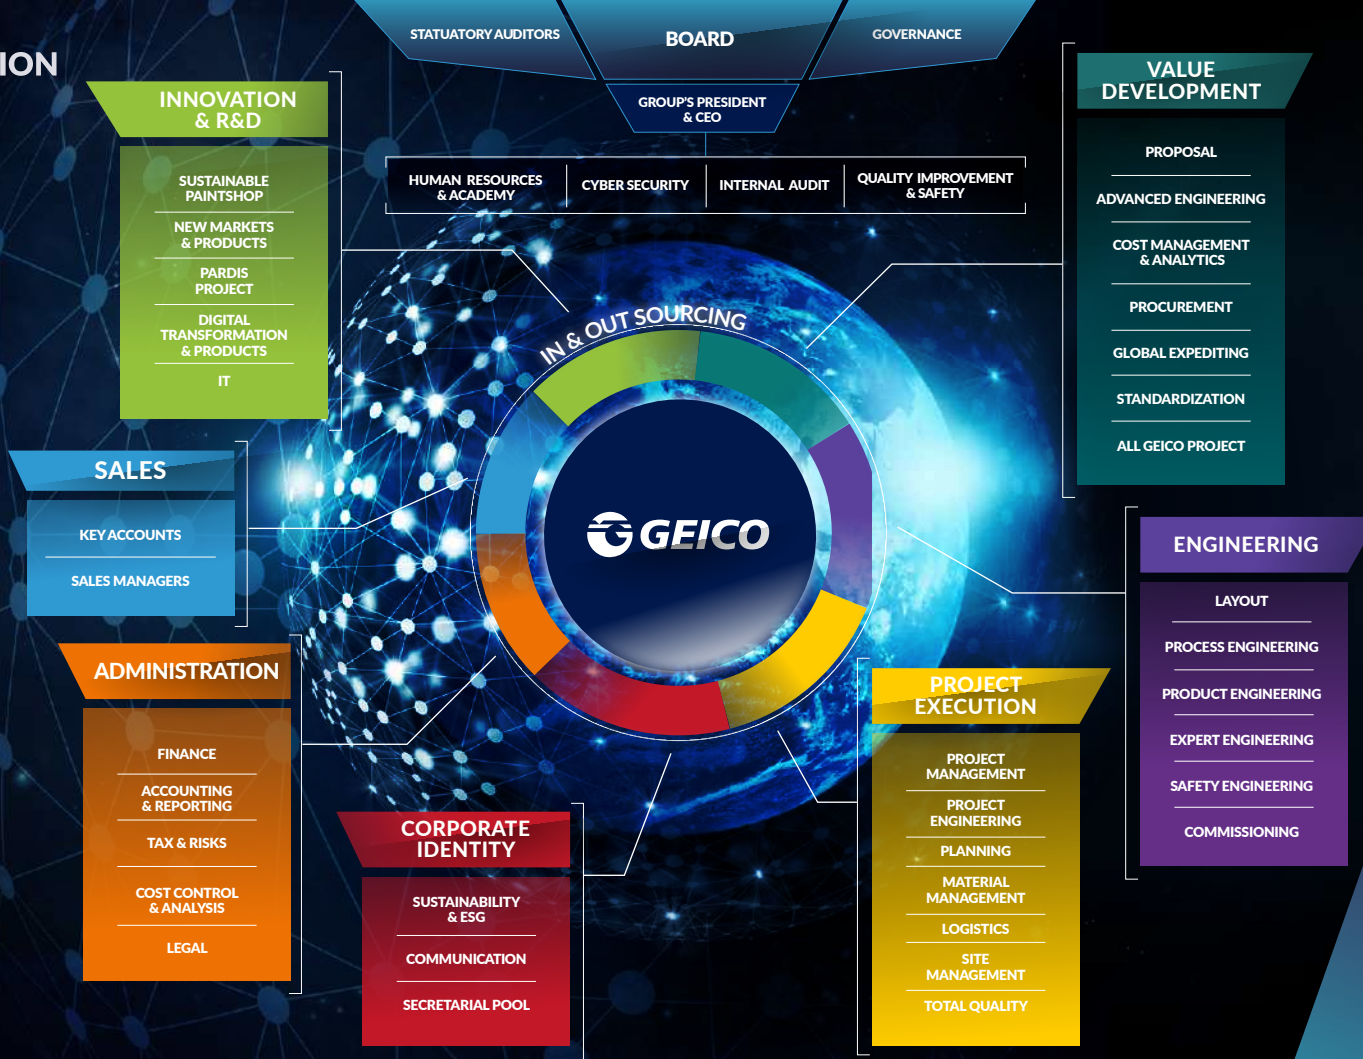 ION
STATUATORY AUDITORS
BOARD
GOVERNANCE
GROUP'S PRESIDENT
& CEO
HUMAN RESOURCES
& ACADEMY
CYBER SECURITY
INTERNAL AUDIT
QUALITY IMPROVEMENT
& SAFETY
INNOVATION
& R&D
SUSTAINABLE
PAINTSHOP
NEW MARKETS
& PRODUCTS
PARDIS
PROJECT
DIGITAL
TRANSFORMATION
& PRODUCTS
IT
VALUE
DEVELOPMENT
PROPOSAL
ADVANCED ENGINEERING
COST MANAGEMENT
& ANALYTICS
PROCUREMENT
GLOBAL EXPEDITING
STANDARDIZATION
ALL GEICO PROJECT
IN & OUT SOURCING
GEICO
SALES
KEY ACCOUNTS
SALES MANAGERS
ENGINEERING
LAYOUT
PROCESS ENGINEERING
PRODUCT ENGINEERING
EXPERT ENGINEERING
SAFETY ENGINEERING
COMMISSIONING
ADMINISTRATION
FINANCE
ACCOUNTING
& REPORTING
TAX & RISKS
COST CONTROL
& ANALYSIS
LEGAL
CORPORATE
IDENTITY
SUSTAINABILITY
& ESG
COMMUNICATION
SECRETARIAL POOL
PROJECT
EXECUTION
PROJECT
MANAGEMENT
PROJECT
ENGINEERING
PLANNING
MATERIAL
MANAGEMENT
LOGISTICS
SITE
MANAGEMENT
TOTAL QUALITY